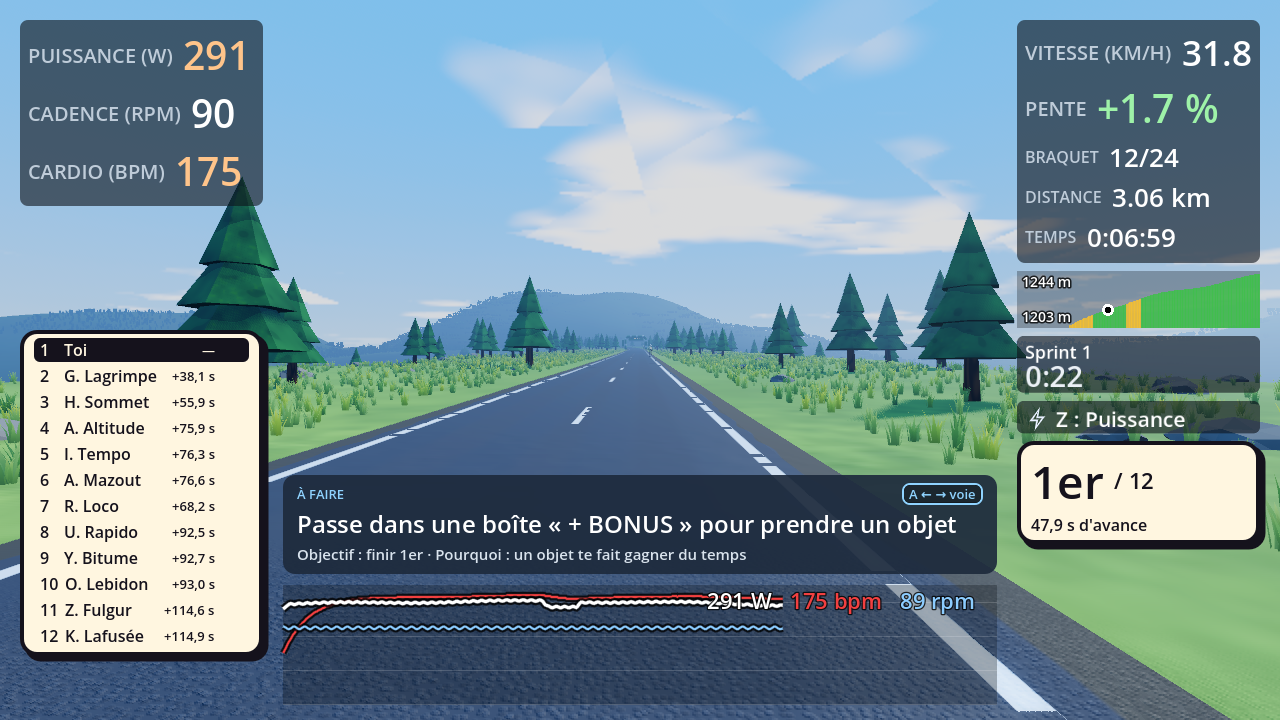 PUISSANCE (W) 291
CADENCE (RPM) 90
CARDIO (BPM) 175
VITESSE (KM/H) 31.8
PENTE +1.7 %
BRAQUET 12/24
DISTANCE 3.06 km
TEMPS 0:06:59
1244 m
1203 m
Sprint 1
0:22
Z : Puissance
1er / 12
47,9 s d'avance
1 Toi —
2 G. Lagrimpe +38,1 s
3 H. Sommet +55,9 s
4 A. Altitude +75,9 s
5 I. Tempo +76,3 s
6 A. Mazout +76,6 s
7 R. Loco +68,2 s
8 U. Rapido +92,5 s
9 Y. Bitume +92,7 s
10 O. Lebidon +93,0 s
11 Z. Fulgur +114,6 s
12 K. Lafusée +114,9 s
À FAIRE
A ← → voie
Passe dans une boîte « + BONUS » pour prendre un objet
Objectif : finir 1er · Pourquoi : un objet te fait gagner du temps
291 W 175 bpm 89 rpm